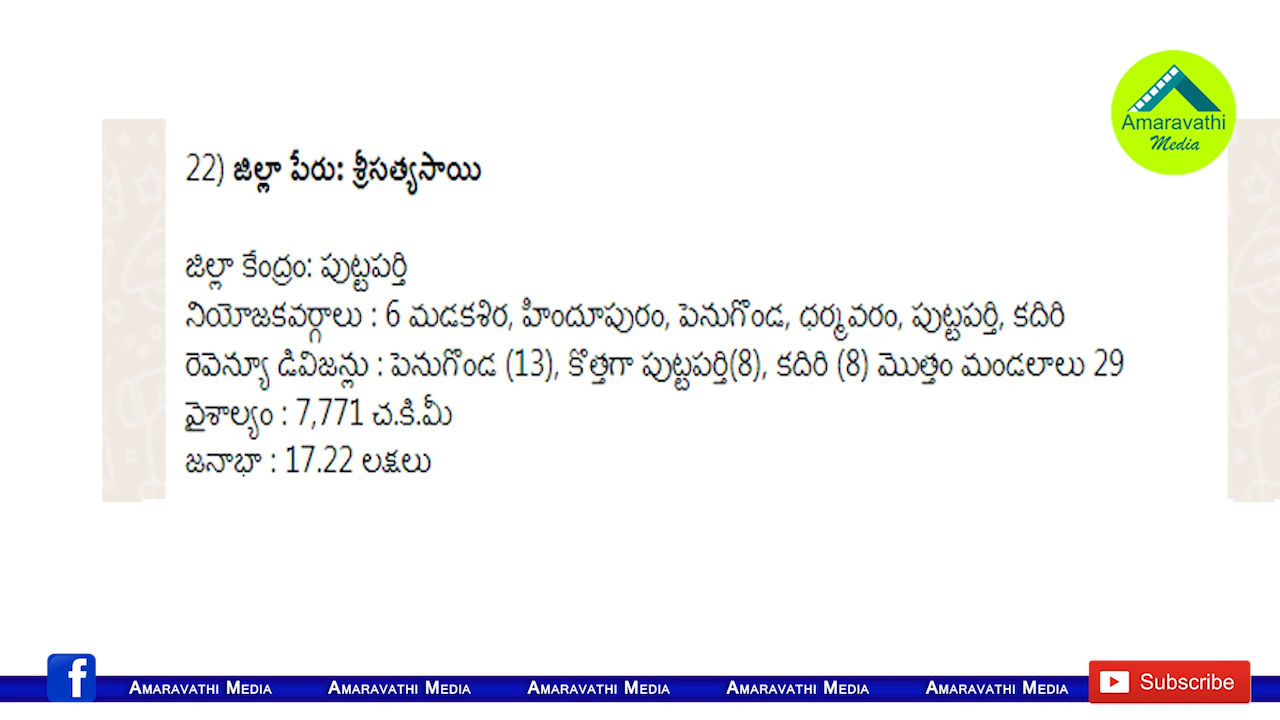 Amaravathi
Media
22) జిల్లా పేరు: శ్రీసత్యసాయి
జిల్లా కేంద్రం: పుట్టపర్తి
నియోజకవర్గాలు : 6 మడకశిర, హిందూపురం, పెనుగొండ, ధర్మవరం, పుట్టపర్తి, కదిరి
రెవెన్యూ డివిజన్లు : పెనుగొండ (13), కొత్తగా పుట్టపర్తి(8), కదిరి (8) మొత్తం మండలాలు 29
వైశాల్యం : 7,771 చ.కి.మీ
జనాభా : 17.22 లక్షలు
f Amaravathi Media Amaravathi Media Amaravathi Media Amaravathi Media Amaravathi Media Subscribe